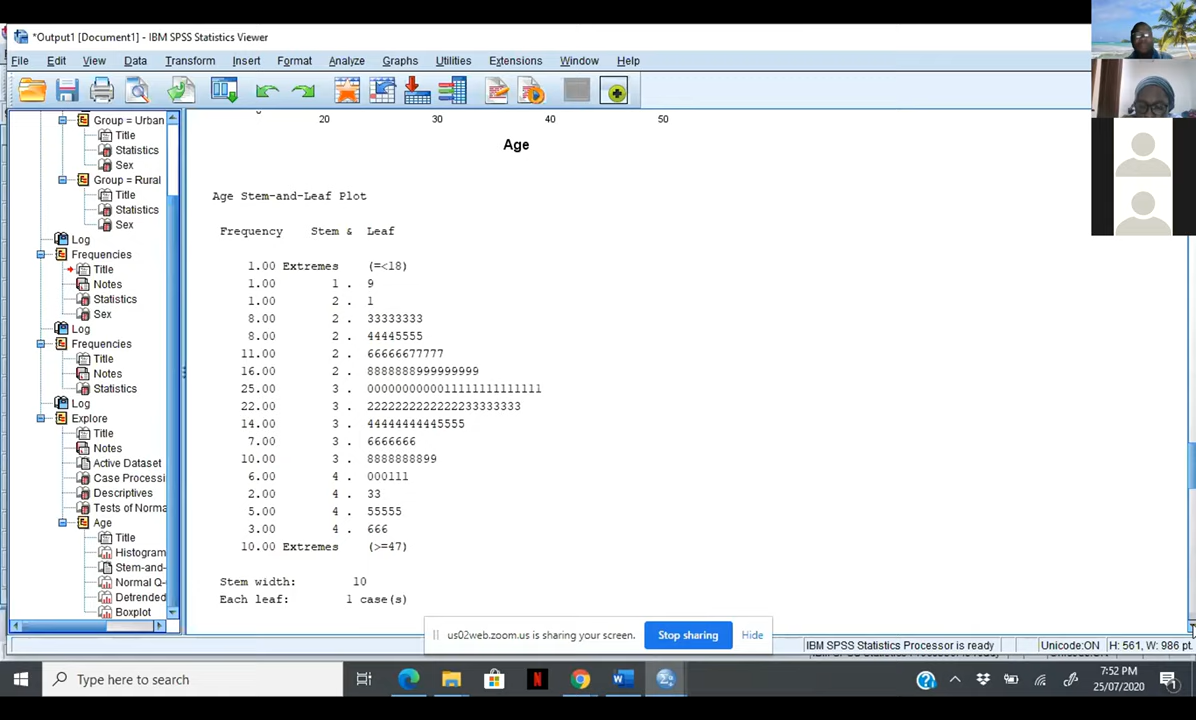 *Output1 [Document1] - IBM SPSS Statistics Viewer
File Edit View Data Transform Insert Format Analyze Graphs Utilities Extensions Window Help
Group = Urban
Title
Statistics
Sex
Group = Rural
Title
Statistics
Sex
Log
Frequencies
Title
Notes
Statistics
Sex
Log
Frequencies
Title
Notes
Statistics
Log
Explore
Title
Notes
Active Dataset
Case Processi
Descriptives
Tests of Norma
Age
Title
Histogram
Stem-and-
Normal Q-
Detrended
Boxplot
20 30 40 50
Age
Age Stem-and-Leaf Plot
Frequency Stem & Leaf
1.00 Extremes (=<18)
1.00 1 . 9
1.00 2 . 1
8.00 2 . 33333333
8.00 2 . 44445555
11.00 2 . 66666677777
16.00 2 . 8888888999999999
25.00 3 . 0000000000011111111111111
22.00 3 . 2222222222222233333333
14.00 3 . 44444444445555
7.00 3 . 6666666
10.00 3 . 8888888899
6.00 4 . 000111
2.00 4 . 33
5.00 4 . 55555
3.00 4 . 666
10.00 Extremes (>=47)
Stem width: 10
Each leaf: 1 case(s)
us02web.zoom.us is sharing your screen. Stop sharing Hide
IBM SPSS Statistics Processor is ready Unicode:ON H: 561, W: 986 pt.
Type here to search
7:52 PM
25/07/2020